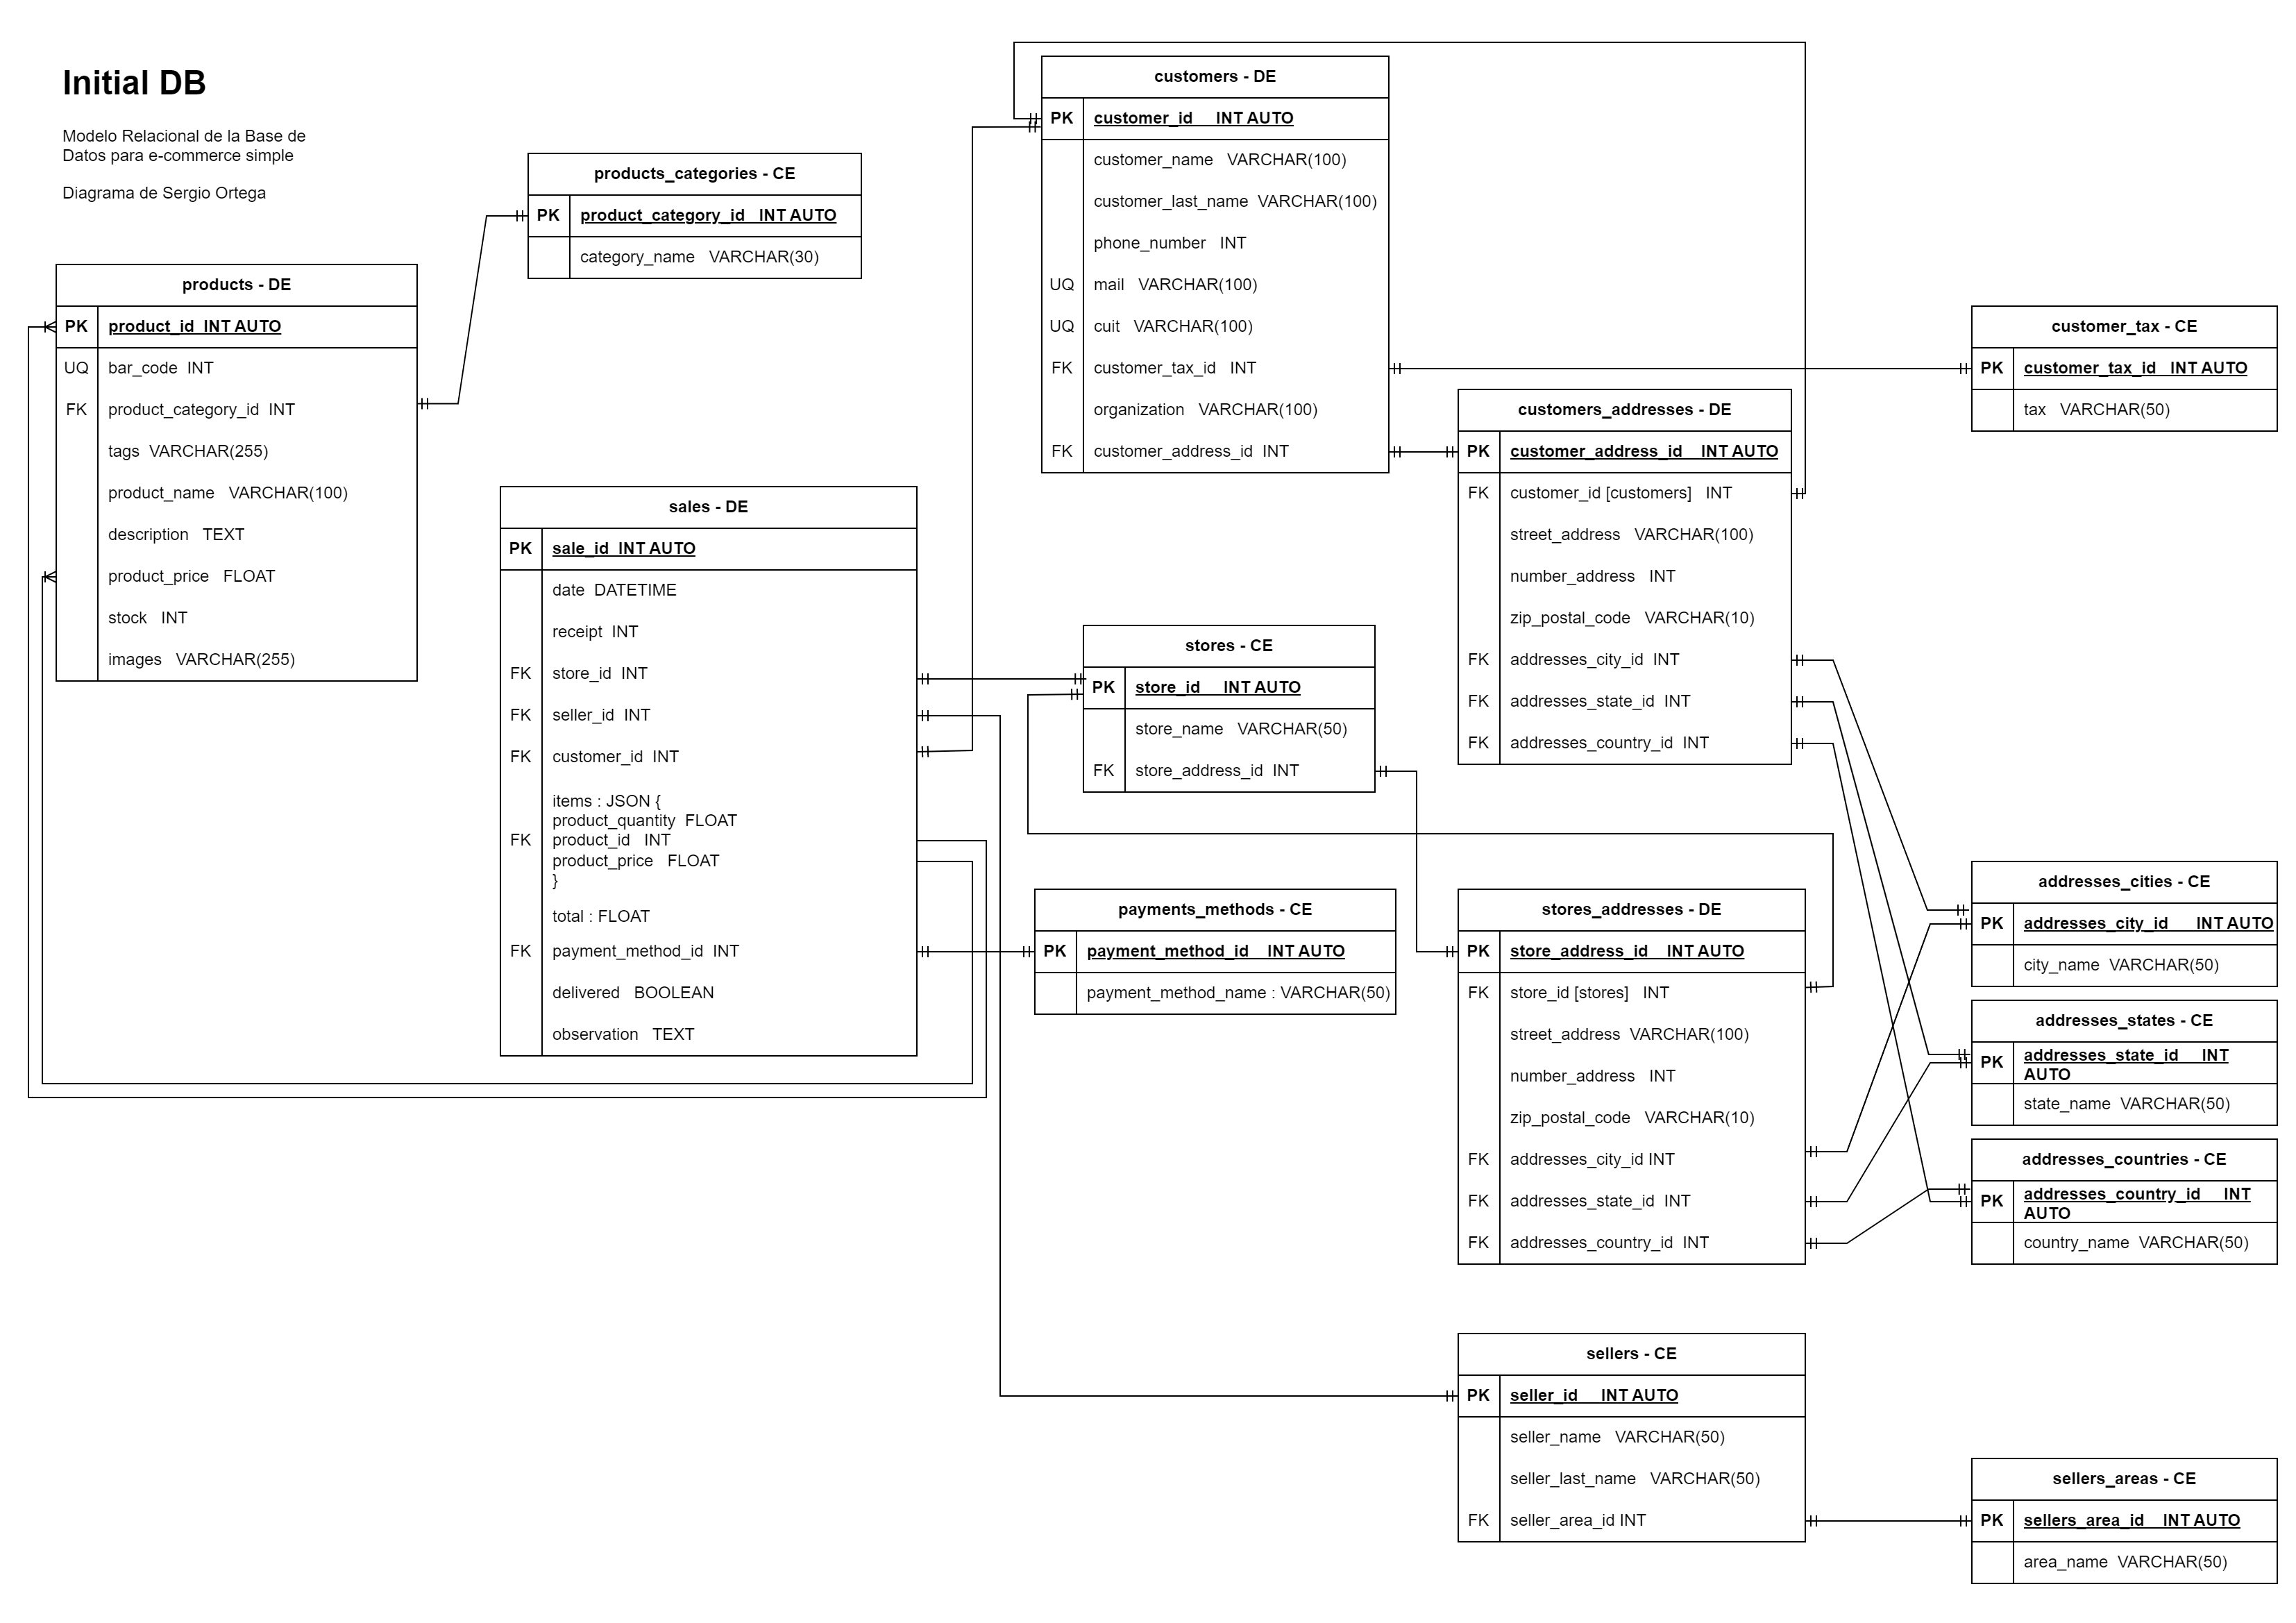 Initial DB
Modelo Relacional de la Base de
Datos para e-commerce simple
Diagrama de Sergio Ortega
products - DE
PK product_id INT AUTO
UQ bar_code INT
FK product_category_id INT
tags VARCHAR(255)
product_name VARCHAR(100)
description TEXT
product_price FLOAT
stock INT
images VARCHAR(255)
products_categories - CE
PK product_category_id INT AUTO
category_name VARCHAR(30)
sales - DE
PK sale_id INT AUTO
date DATETIME
receipt INT
FK store_id INT
FK seller_id INT
FK customer_id INT
items : JSON {
product_quantity FLOAT
FK product_id INT
product_price FLOAT
}
total : FLOAT
FK payment_method_id INT
delivered BOOLEAN
observation TEXT
customers - DE
PK customer_id INT AUTO
customer_name VARCHAR(100)
customer_last_name VARCHAR(100)
phone_number INT
UQ mail VARCHAR(100)
UQ cuit VARCHAR(100)
FK customer_tax_id INT
organization VARCHAR(100)
FK customer_address_id INT
customer_tax - CE
PK customer_tax_id INT AUTO
tax VARCHAR(50)
customers_addresses - DE
PK customer_address_id INT AUTO
FK customer_id [customers] INT
street_address VARCHAR(100)
number_address INT
zip_postal_code VARCHAR(10)
FK addresses_city_id INT
FK addresses_state_id INT
FK addresses_country_id INT
stores - CE
PK store_id INT AUTO
store_name VARCHAR(50)
FK store_address_id INT
payments_methods - CE
PK payment_method_id INT AUTO
payment_method_name : VARCHAR(50)
stores_addresses - DE
PK store_address_id INT AUTO
FK store_id [stores] INT
street_address VARCHAR(100)
number_address INT
zip_postal_code VARCHAR(10)
FK addresses_city_id INT
FK addresses_state_id INT
FK addresses_country_id INT
addresses_cities - CE
PK addresses_city_id INT AUTO
city_name VARCHAR(50)
addresses_states - CE
PK addresses_state_id INT
AUTO
state_name VARCHAR(50)
addresses_countries - CE
PK addresses_country_id INT
AUTO
country_name VARCHAR(50)
sellers - CE
PK seller_id INT AUTO
seller_name VARCHAR(50)
seller_last_name VARCHAR(50)
FK seller_area_id INT
sellers_areas - CE
PK sellers_area_id INT AUTO
area_name VARCHAR(50)